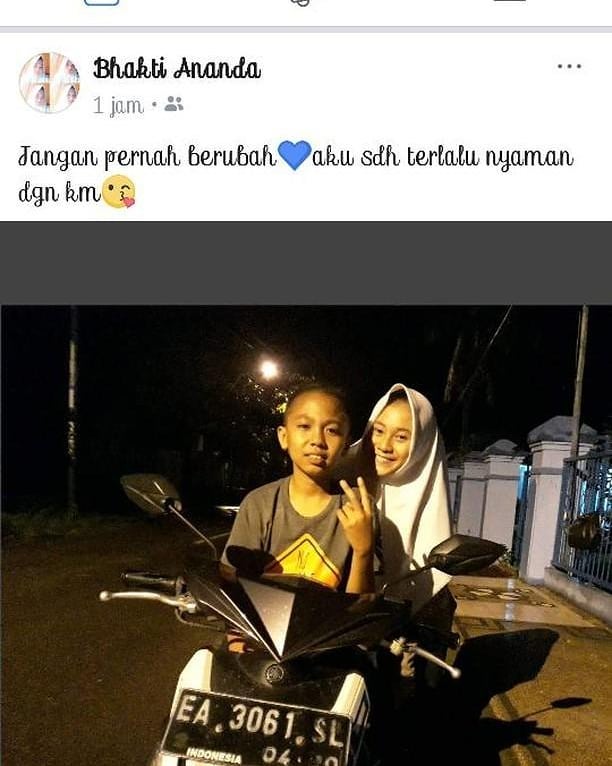 Bhakti Ananda
1 jam
Jangan pernah berubah💙aku sdh terlalu nyaman
dgn km😘
EA.3061.SL
INDONESIA